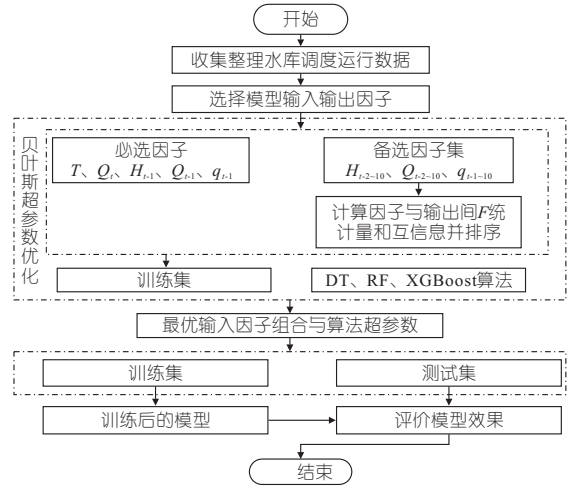 开始
收集整理水库调度运行数据
选择模型输入输出因子
贝叶斯超参数优化
必选因子
T、Qt、Ht-1、Qt-1、qt-1
备选因子集
Ht-2~10、Qt-2~10、qt-1~10
计算因子与输出间F统
计量和互信息并排序
训练集
DT、RF、XGBoost算法
最优输入因子组合与算法超参数
训练集
测试集
训练后的模型
评价模型效果
结束